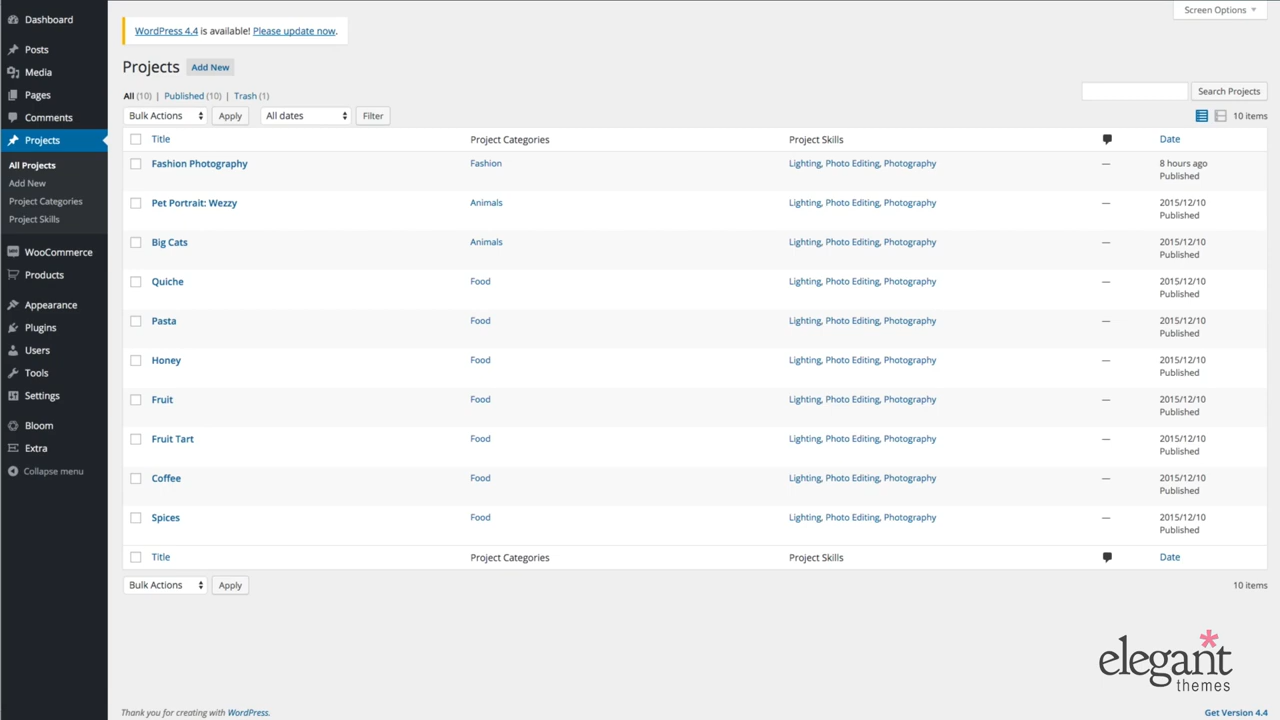 Dashboard
Posts
Media
Pages
Comments
Projects
All Projects
Add New
Project Categories
Project Skills
WooCommerce
Products
Appearance
Plugins
Users
Tools
Settings
Bloom
Extra
Collapse menu
Screen Options
WordPress 4.4 is available! Please update now.
Projects Add New
All (10) | Published (10) | Trash (1)
Search Projects
Bulk Actions Apply All dates Filter 10 items
Title Project Categories Project Skills Date
Fashion Photography Fashion Lighting, Photo Editing, Photography — 8 hours ago
Published
Pet Portrait: Wezzy Animals Lighting, Photo Editing, Photography — 2015/12/10
Published
Big Cats Animals Lighting, Photo Editing, Photography — 2015/12/10
Published
Quiche Food Lighting, Photo Editing, Photography — 2015/12/10
Published
Pasta Food Lighting, Photo Editing, Photography — 2015/12/10
Published
Honey Food Lighting, Photo Editing, Photography — 2015/12/10
Published
Fruit Food Lighting, Photo Editing, Photography — 2015/12/10
Published
Fruit Tart Food Lighting, Photo Editing, Photography — 2015/12/10
Published
Coffee Food Lighting, Photo Editing, Photography — 2015/12/10
Published
Spices Food Lighting, Photo Editing, Photography — 2015/12/10
Published
Title Project Categories Project Skills Date
Bulk Actions Apply 10 items
elegant
themes
Thank you for creating with WordPress. Get Version 4.4